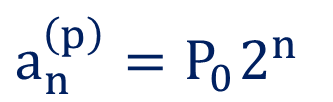 a_n^{(p)} = P_0 2^n